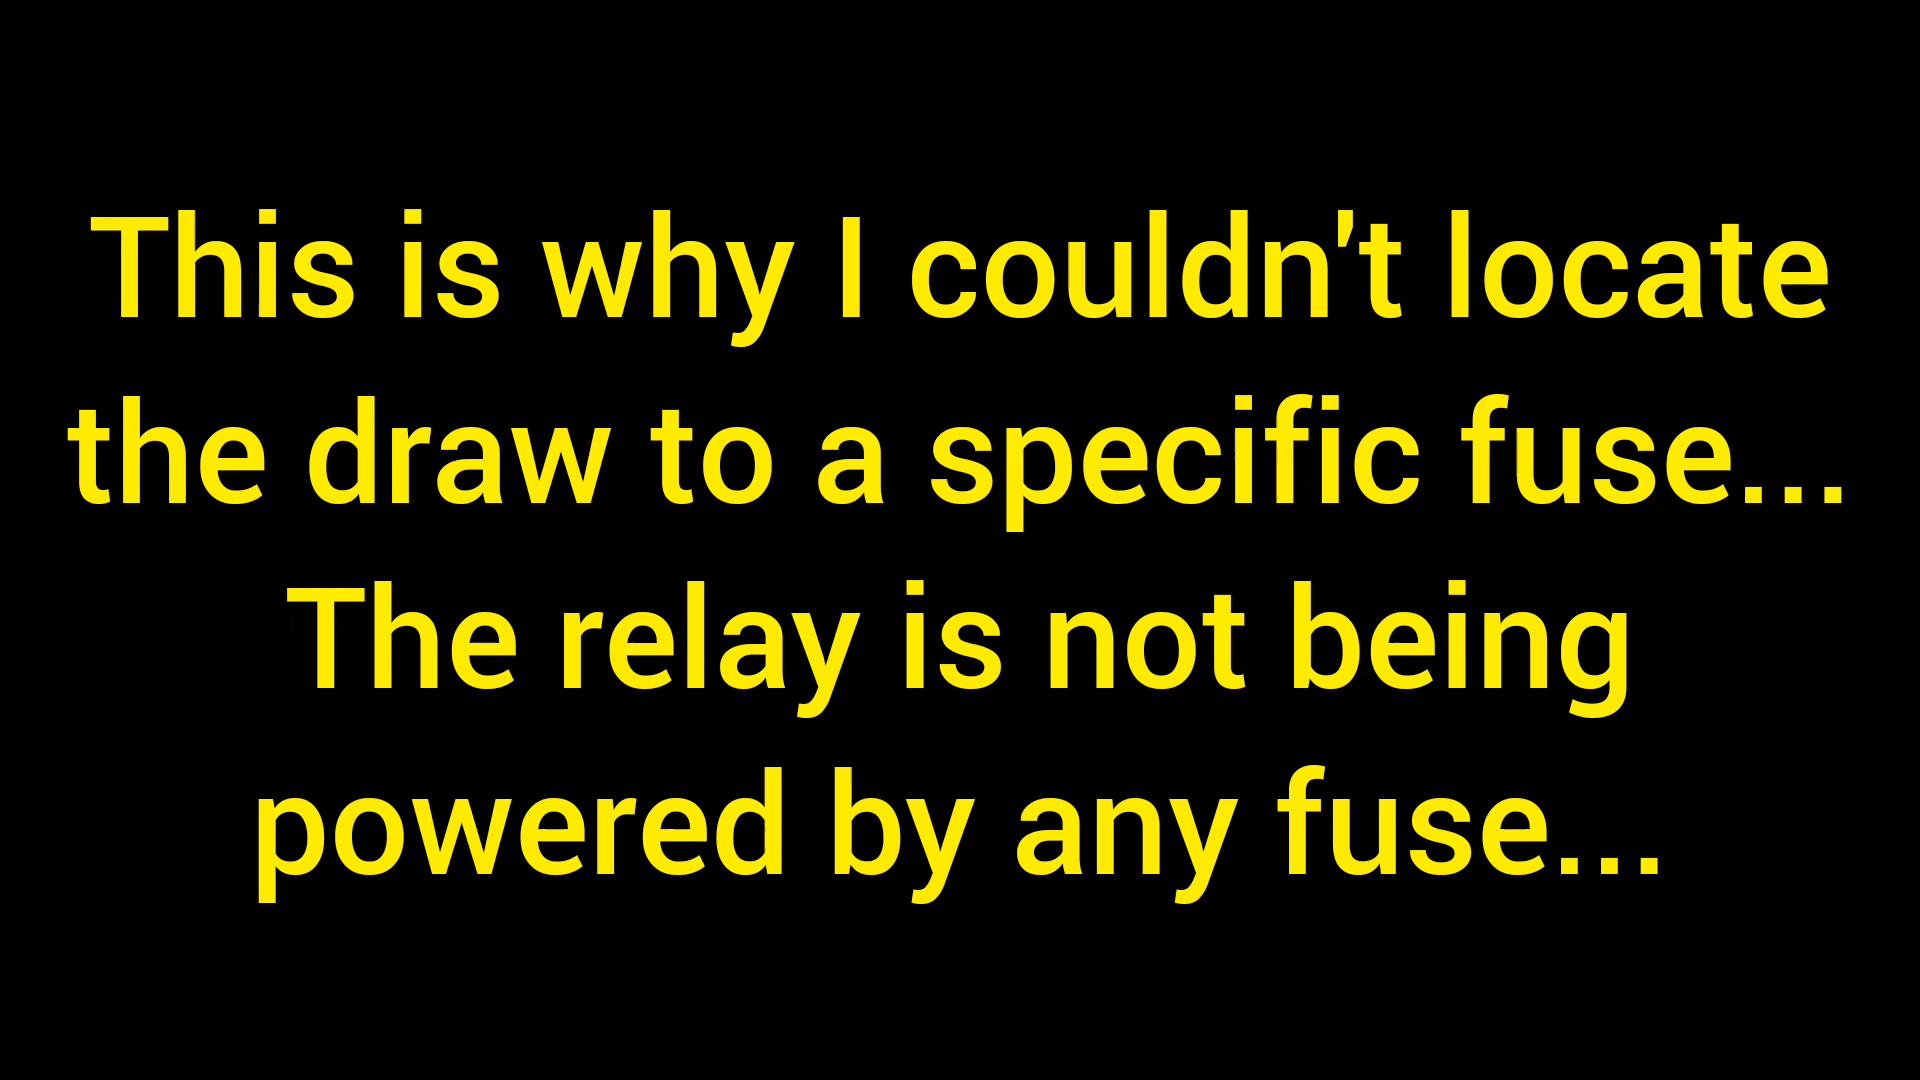 This is why I couldn't locate
the draw to a specific fuse...
The relay is not being
powered by any fuse...